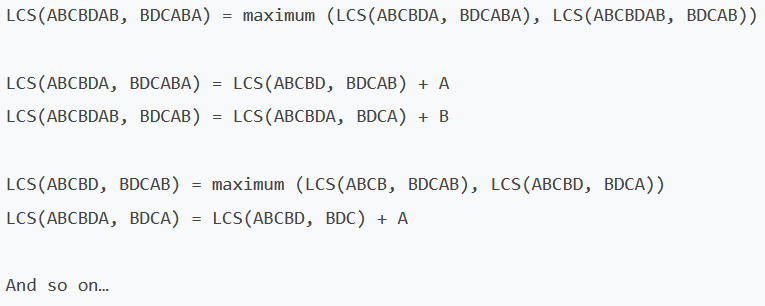 LCS(ABCBDAB, BDCABA) = maximum (LCS(ABCBDA, BDCABA), LCS(ABCBDAB, BDCAB))
LCS(ABCBDA, BDCABA) = LCS(ABCBD, BDCAB) + A
LCS(ABCBDAB, BDCAB) = LCS(ABCBDA, BDCA) + B
LCS(ABCBD, BDCAB) = maximum (LCS(ABCB, BDCAB), LCS(ABCBD, BDCA))
LCS(ABCBDA, BDCA) = LCS(ABCBD, BDC) + A
And so on…